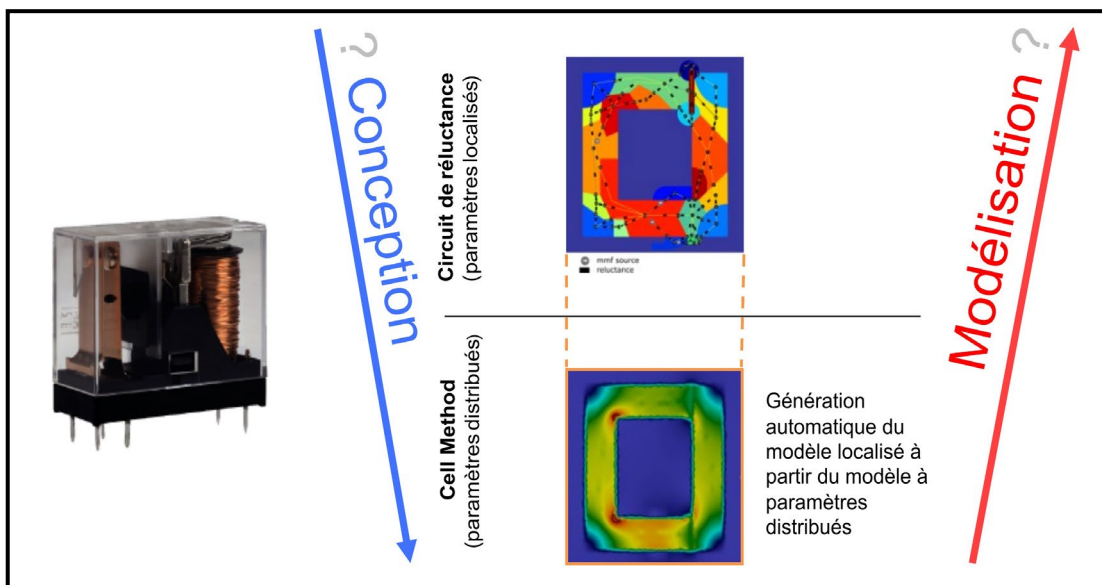 ? Conception
Circuit de réluctance
(paramètres localisés)
mmf source
reluctance
Modélisation ?
Cell Method
(paramètres distribués)
Génération
automatique du
modèle localisé à
partir du modèle à
paramètres
distribués